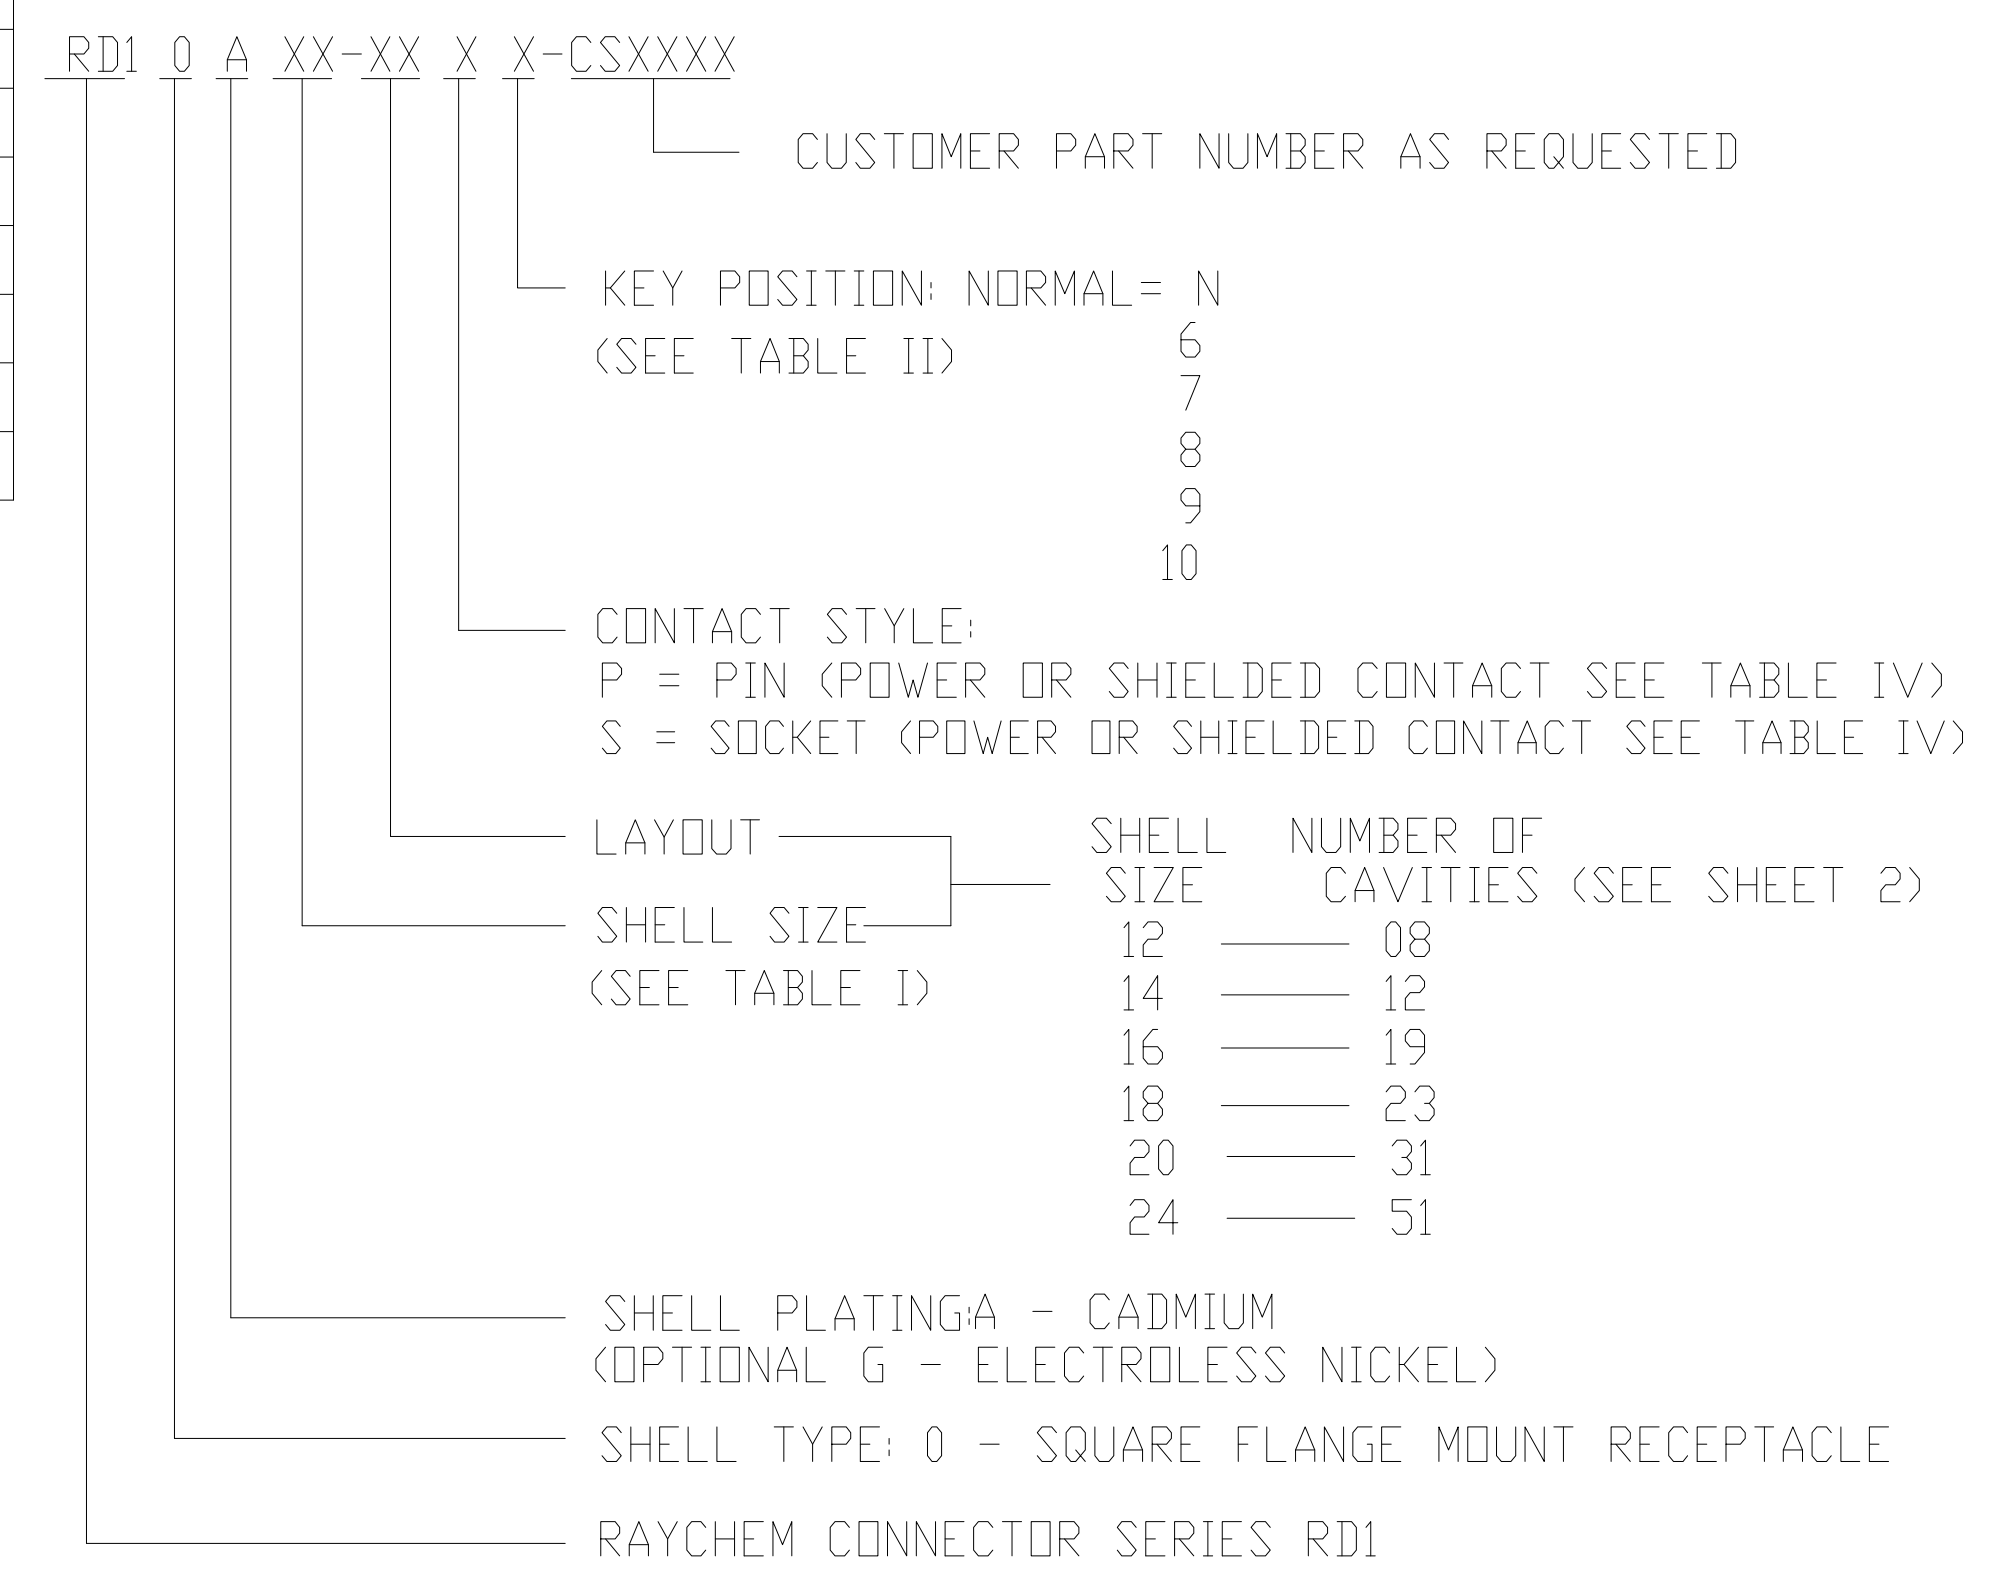 RD1 0 A XX-XX X X-CSXXXX
CUSTOMER PART NUMBER AS REQUESTED
KEY POSITION: NORMAL= N
(SEE TABLE II)
6
7
8
9
10
CONTACT STYLE:
P = PIN (POWER OR SHIELDED CONTACT SEE TABLE IV)
S = SOCKET (POWER OR SHIELDED CONTACT SEE TABLE IV)
LAYOUT
SHELL SIZE
(SEE TABLE I)
SHELL NUMBER OF
SIZE CAVITIES (SEE SHEET 2)
12 08
14 12
16 19
18 23
20 31
24 51
SHELL PLATING:A - CADMIUM
(OPTIONAL G - ELECTROLESS NICKEL)
SHELL TYPE: 0 - SQUARE FLANGE MOUNT RECEPTACLE
RAYCHEM CONNECTOR SERIES RD1